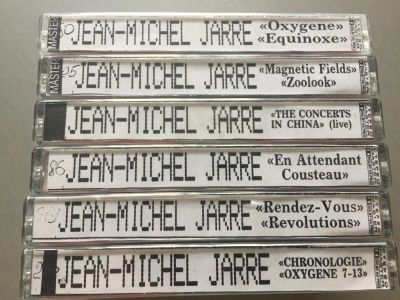 MASTER
JEAN-MICHEL JARRE
«Oxygene»
«Equinoxe»
MASTER
JEAN-MICHEL JARRE
«Magnetic Fields»
«Zoolook»
JEAN-MICHEL JARRE
«THE CONCERTS
IN CHINA» (live)
86
JEAN-MICHEL JARRE
«En Attendant
Cousteau»
JEAN-MICHEL JARRE
«Rendez-Vous»
«Revolutions»
JEAN-MICHEL JARRE
«CHRONOLOGIE»
«OXYGENE 7-13»